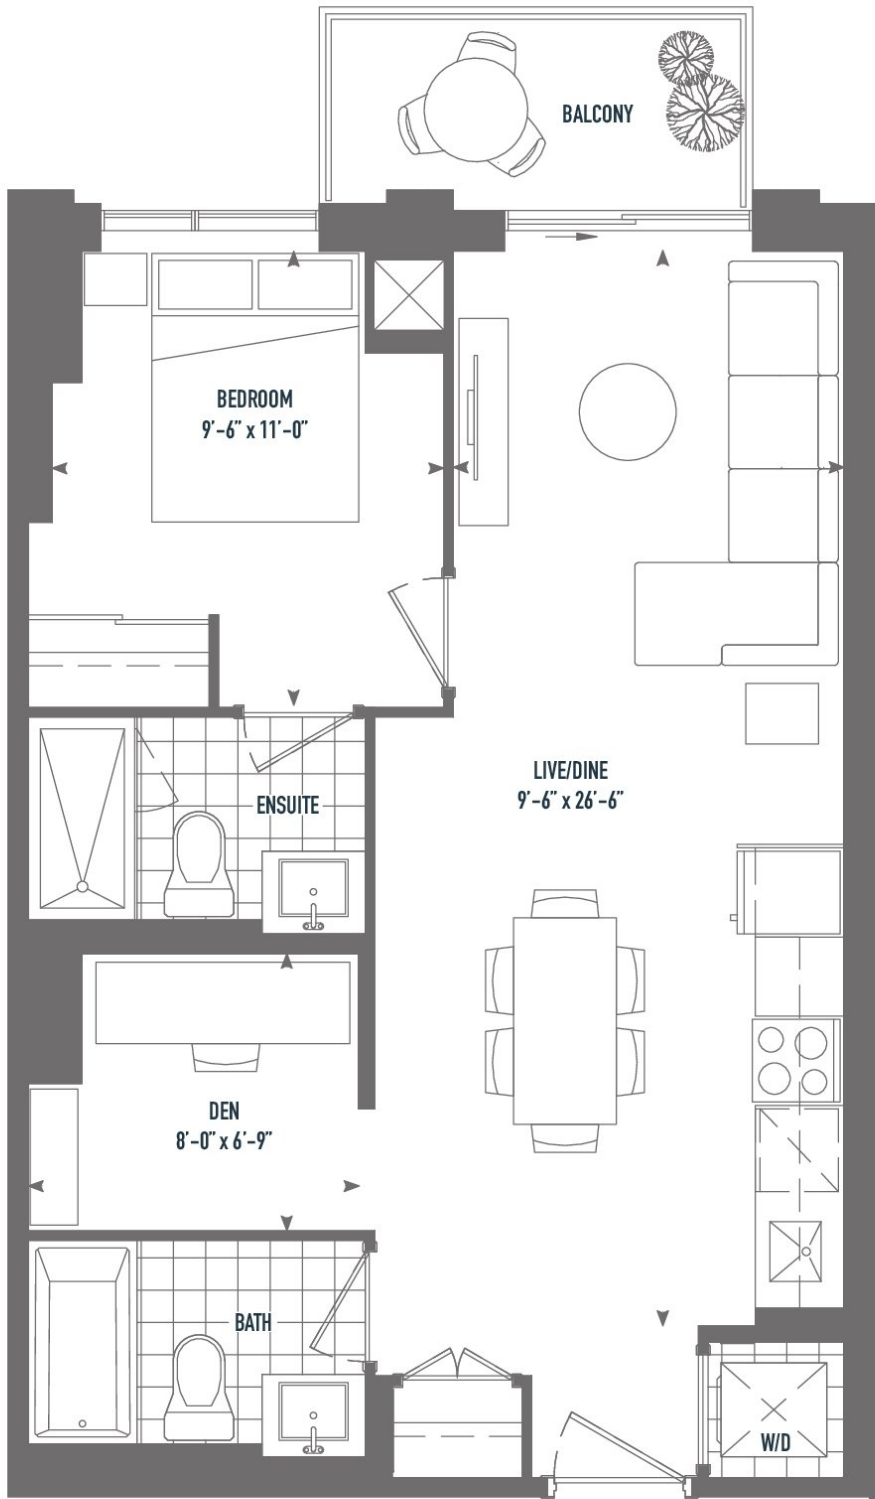 BALCONY
BEDROOM
9'-6" x 11'-0"
LIVE/DINE
9'-6" x 26'-6"
ENSUITE
DEN
8'-0" x 6'-9"
BATH
W/D